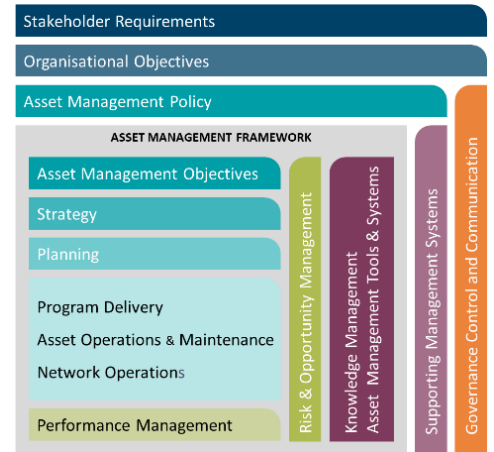 Stakeholder Requirements
Organisational Objectives
Asset Management Policy
ASSET MANAGEMENT FRAMEWORK
Asset Management Objectives
Strategy
Planning
Program Delivery
Asset Operations & Maintenance
Network Operations
Performance Management
Risk & Opportunity Management
Knowledge Management
Asset Management Tools & Systems
Supporting Management Systems
Governance Control and Communication